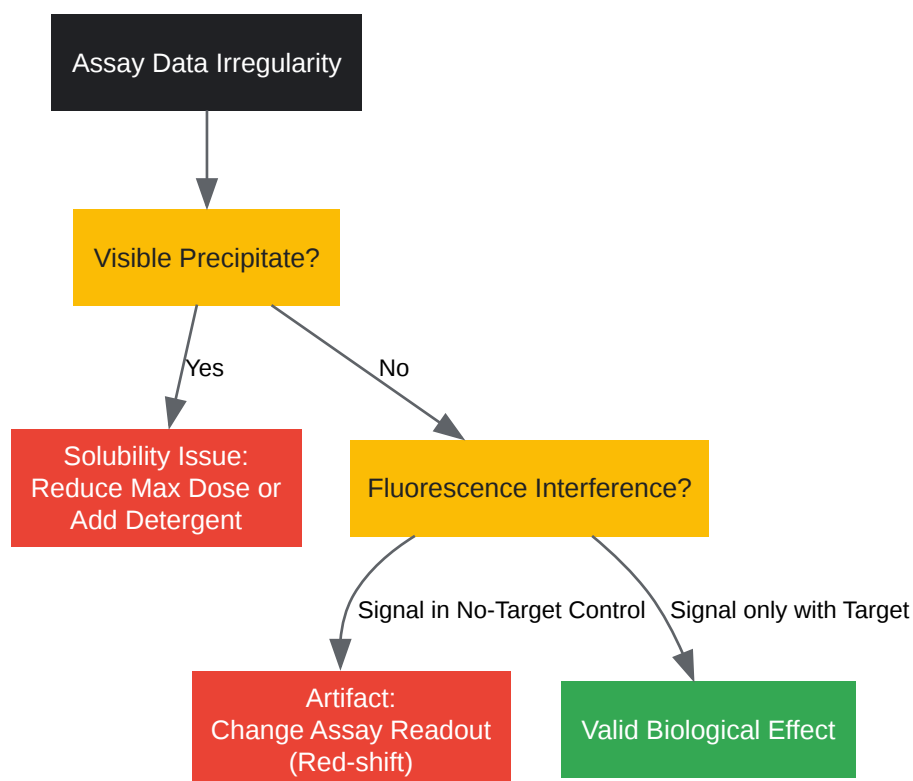 Assay Data Irregularity
Visible Precipitate?
Yes
No
Solubility Issue:
Reduce Max Dose or
Add Detergent
Fluorescence Interference?
Signal in No-Target Control
Signal only with Target
Artifact:
Change Assay Readout
(Red-shift)
Valid Biological Effect